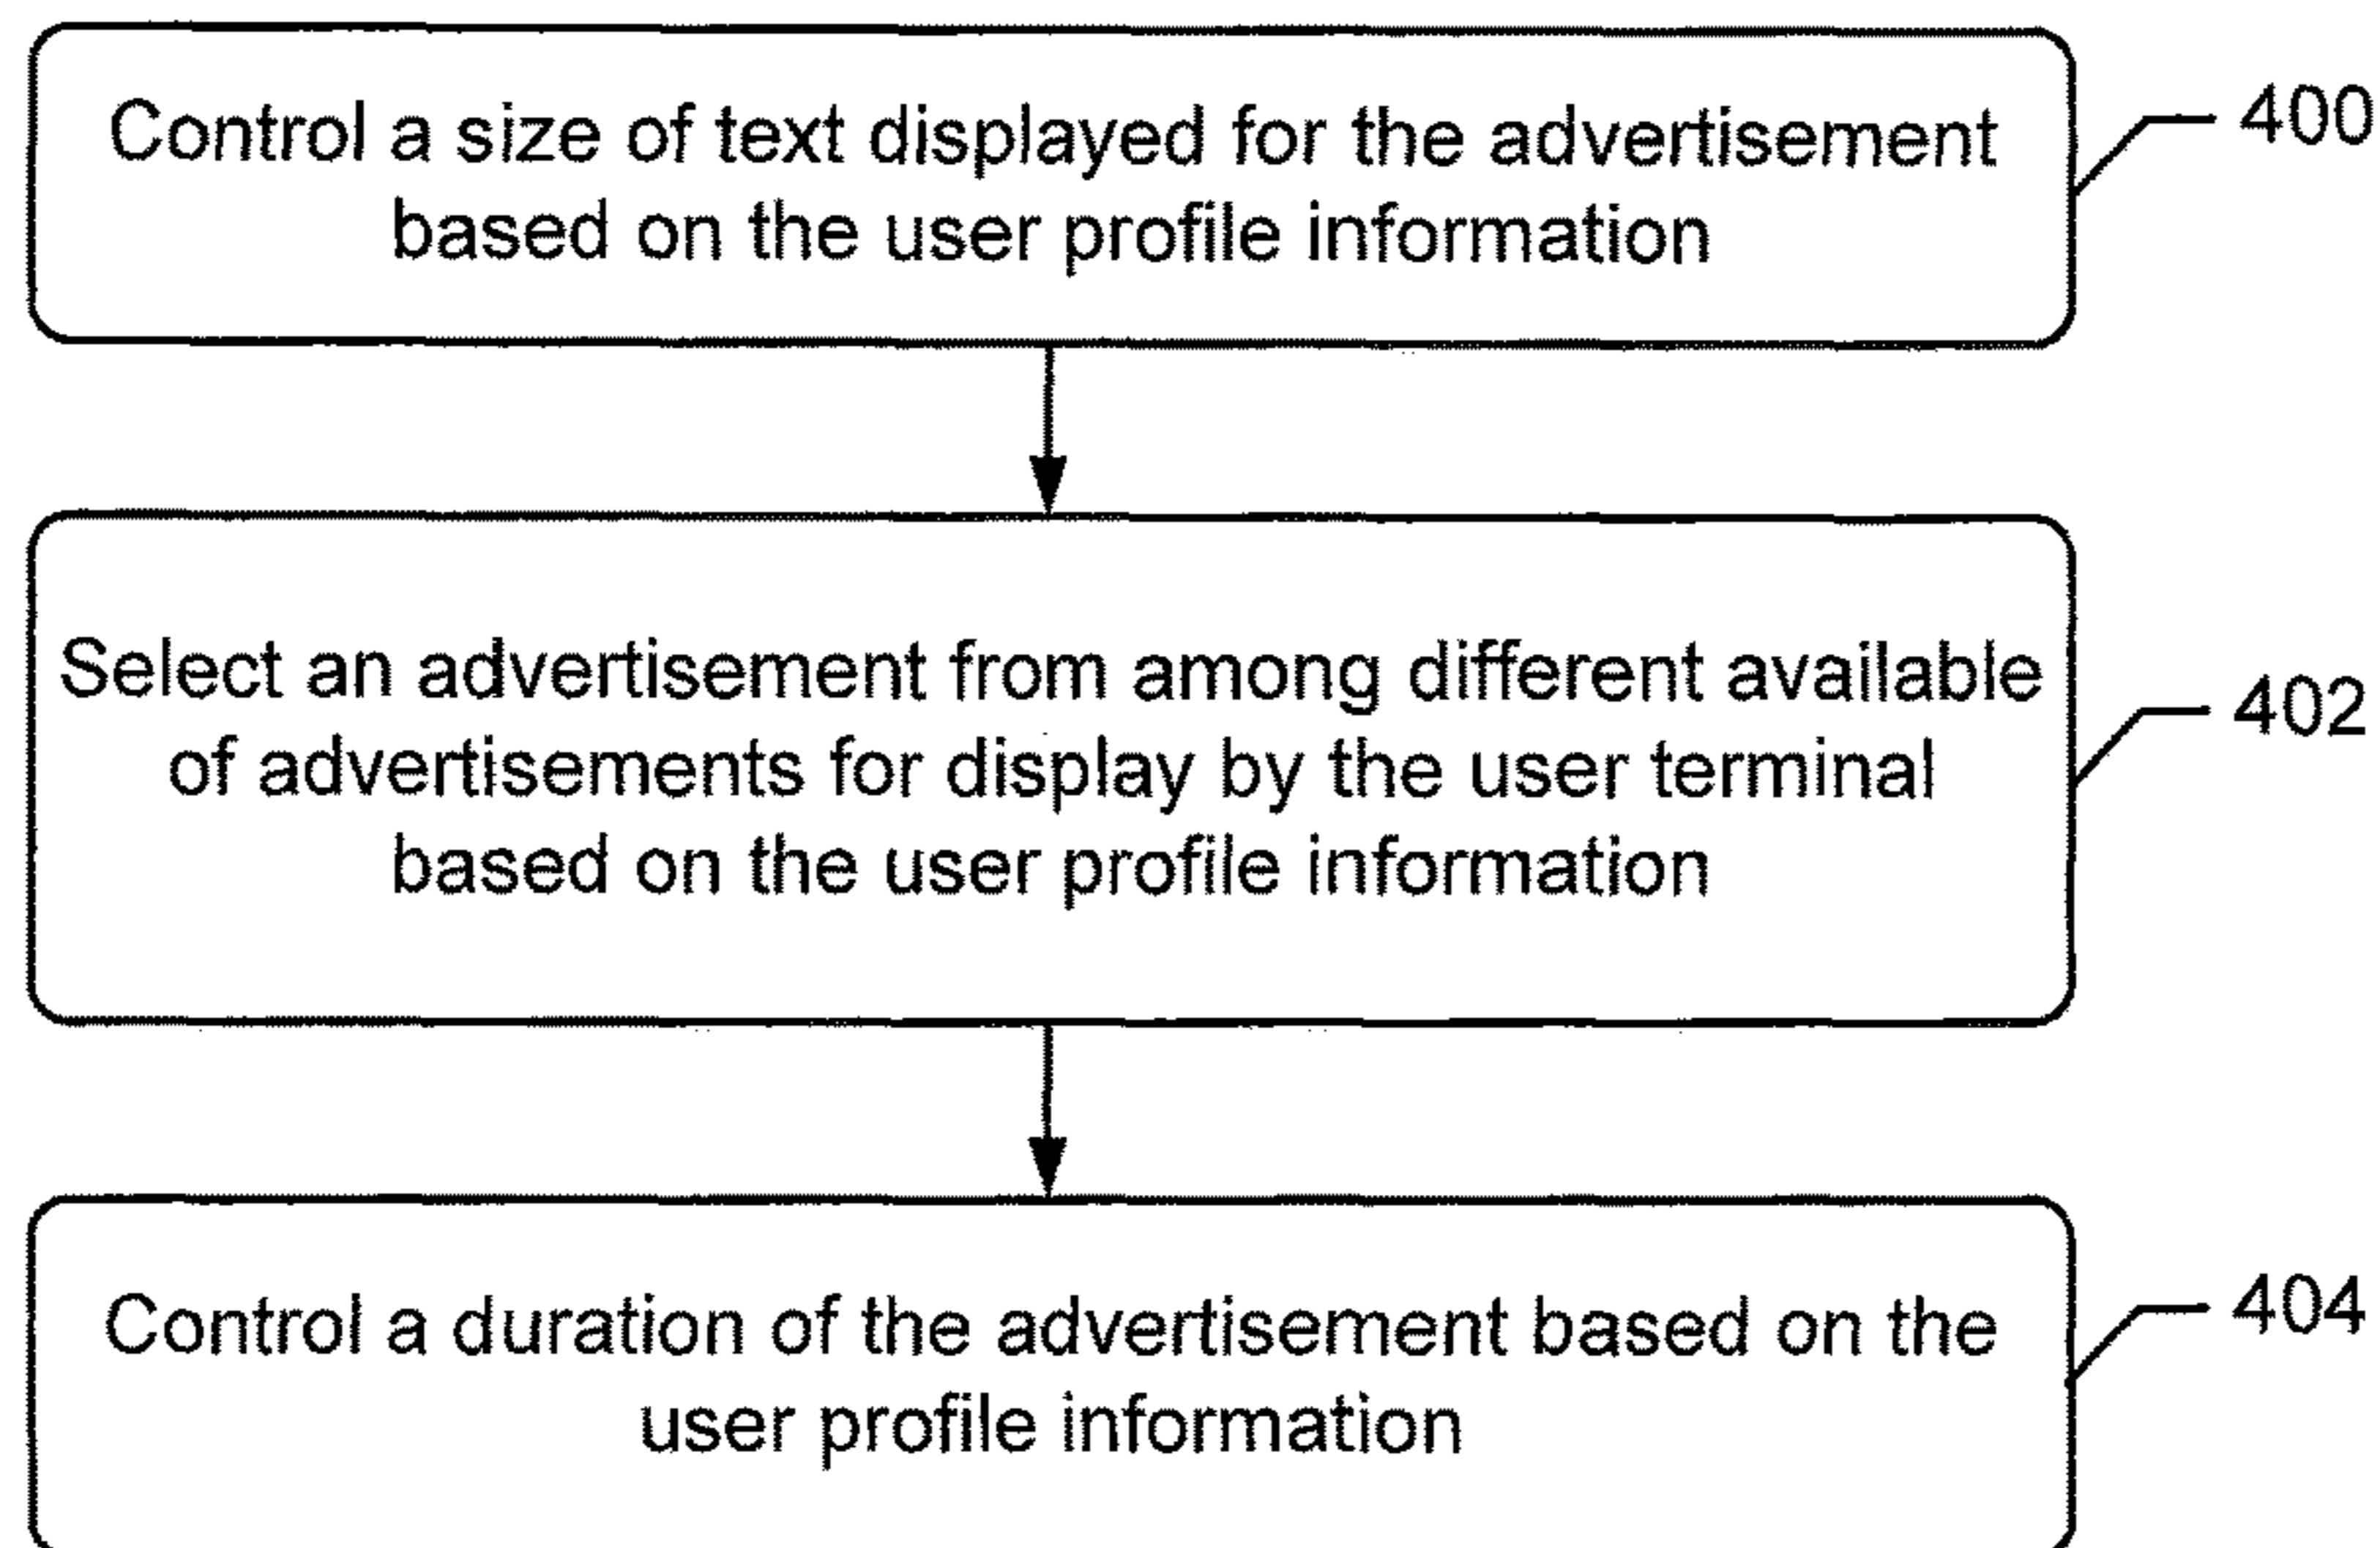 Control a size of text displayed for the advertisement
based on the user profile information
400
Select an advertisement from among different available
of advertisements for display by the user terminal
based on the user profile information
402
Control a duration of the advertisement based on the
user profile information
404